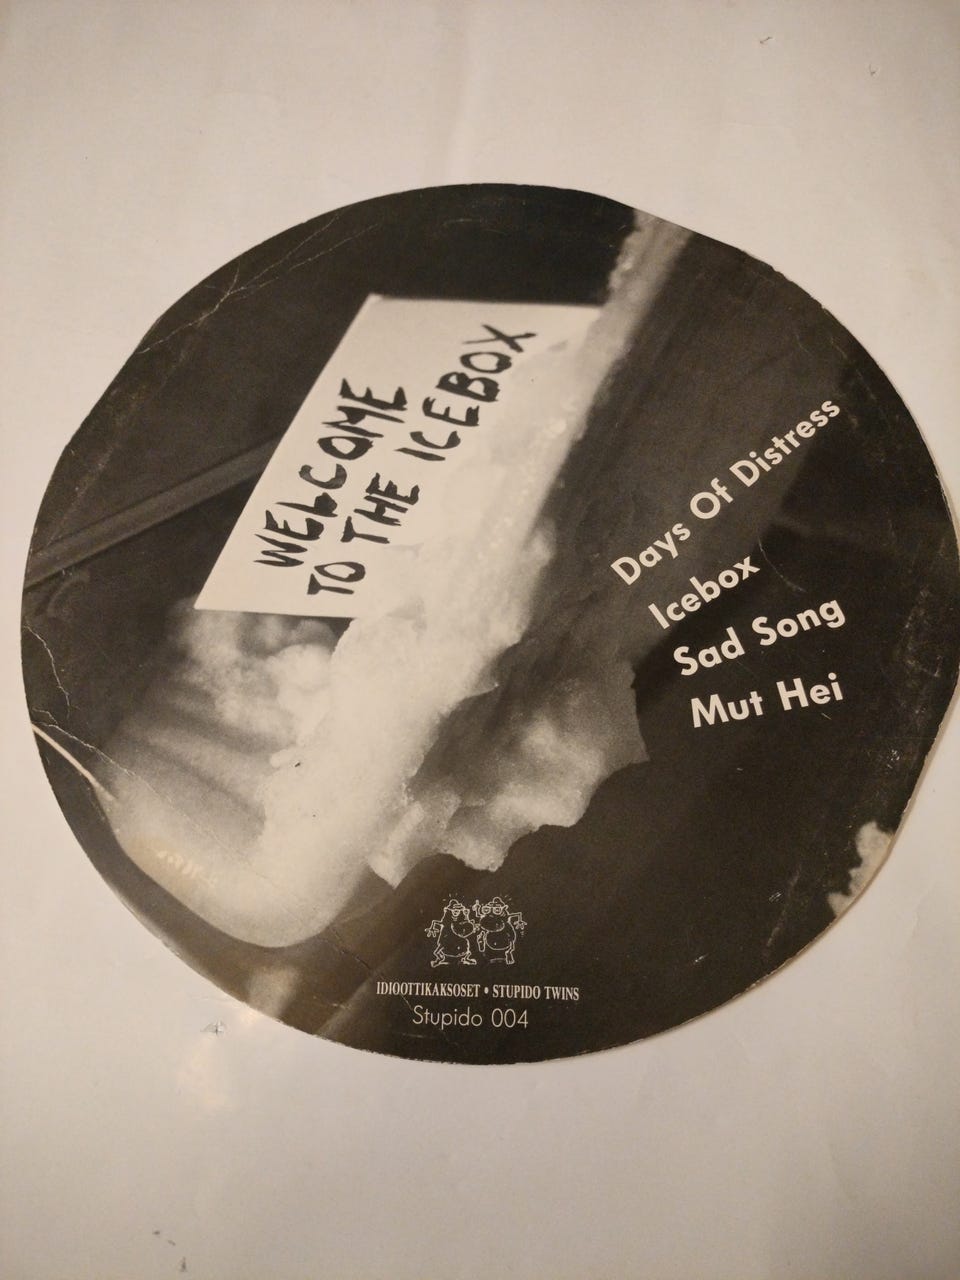 WELCOME
TO THE ICEBOX
Days Of Distress
Icebox
Sad Song
Mut Hei
IDIOOTTIKAKSOSET • STUPIDO TWINS
Stupido 004